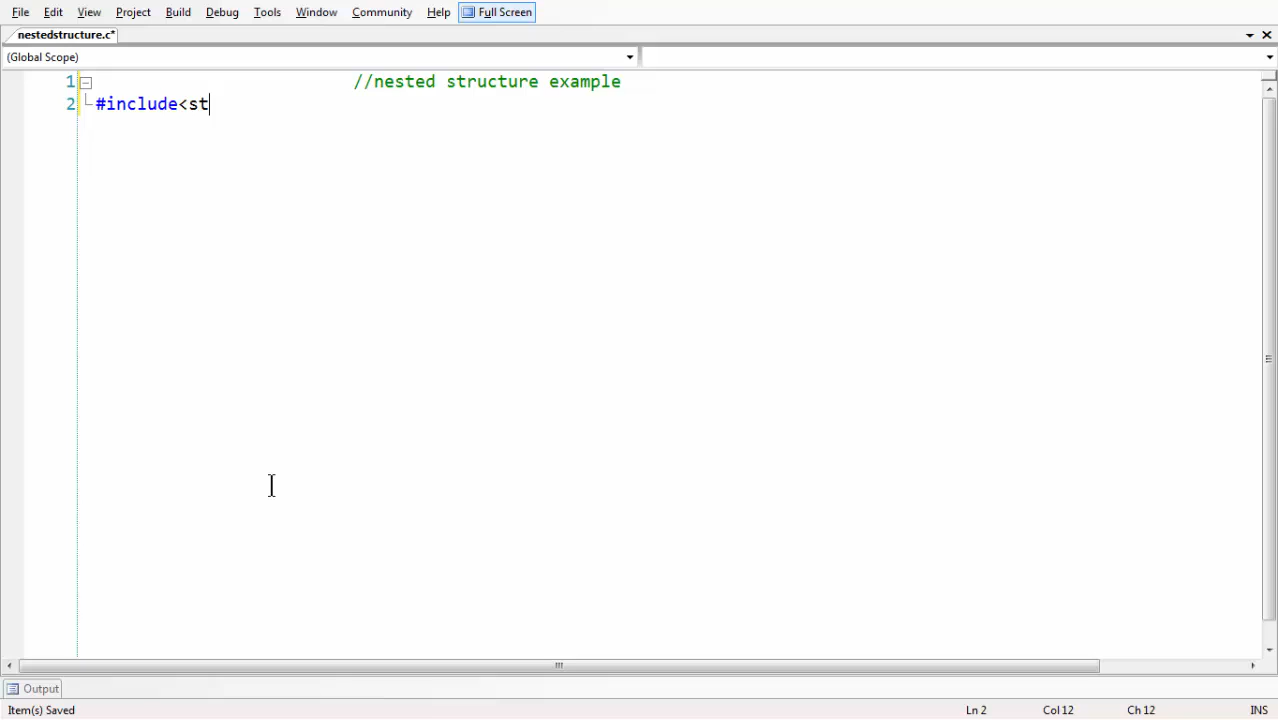 File Edit View Project Build Debug Tools Window Community Help Full Screen
nestedstructure.c*
(Global Scope)
1 //nested structure example
2 #include<st
Output
Item(s) Saved Ln 2 Col 12 Ch 12 INS